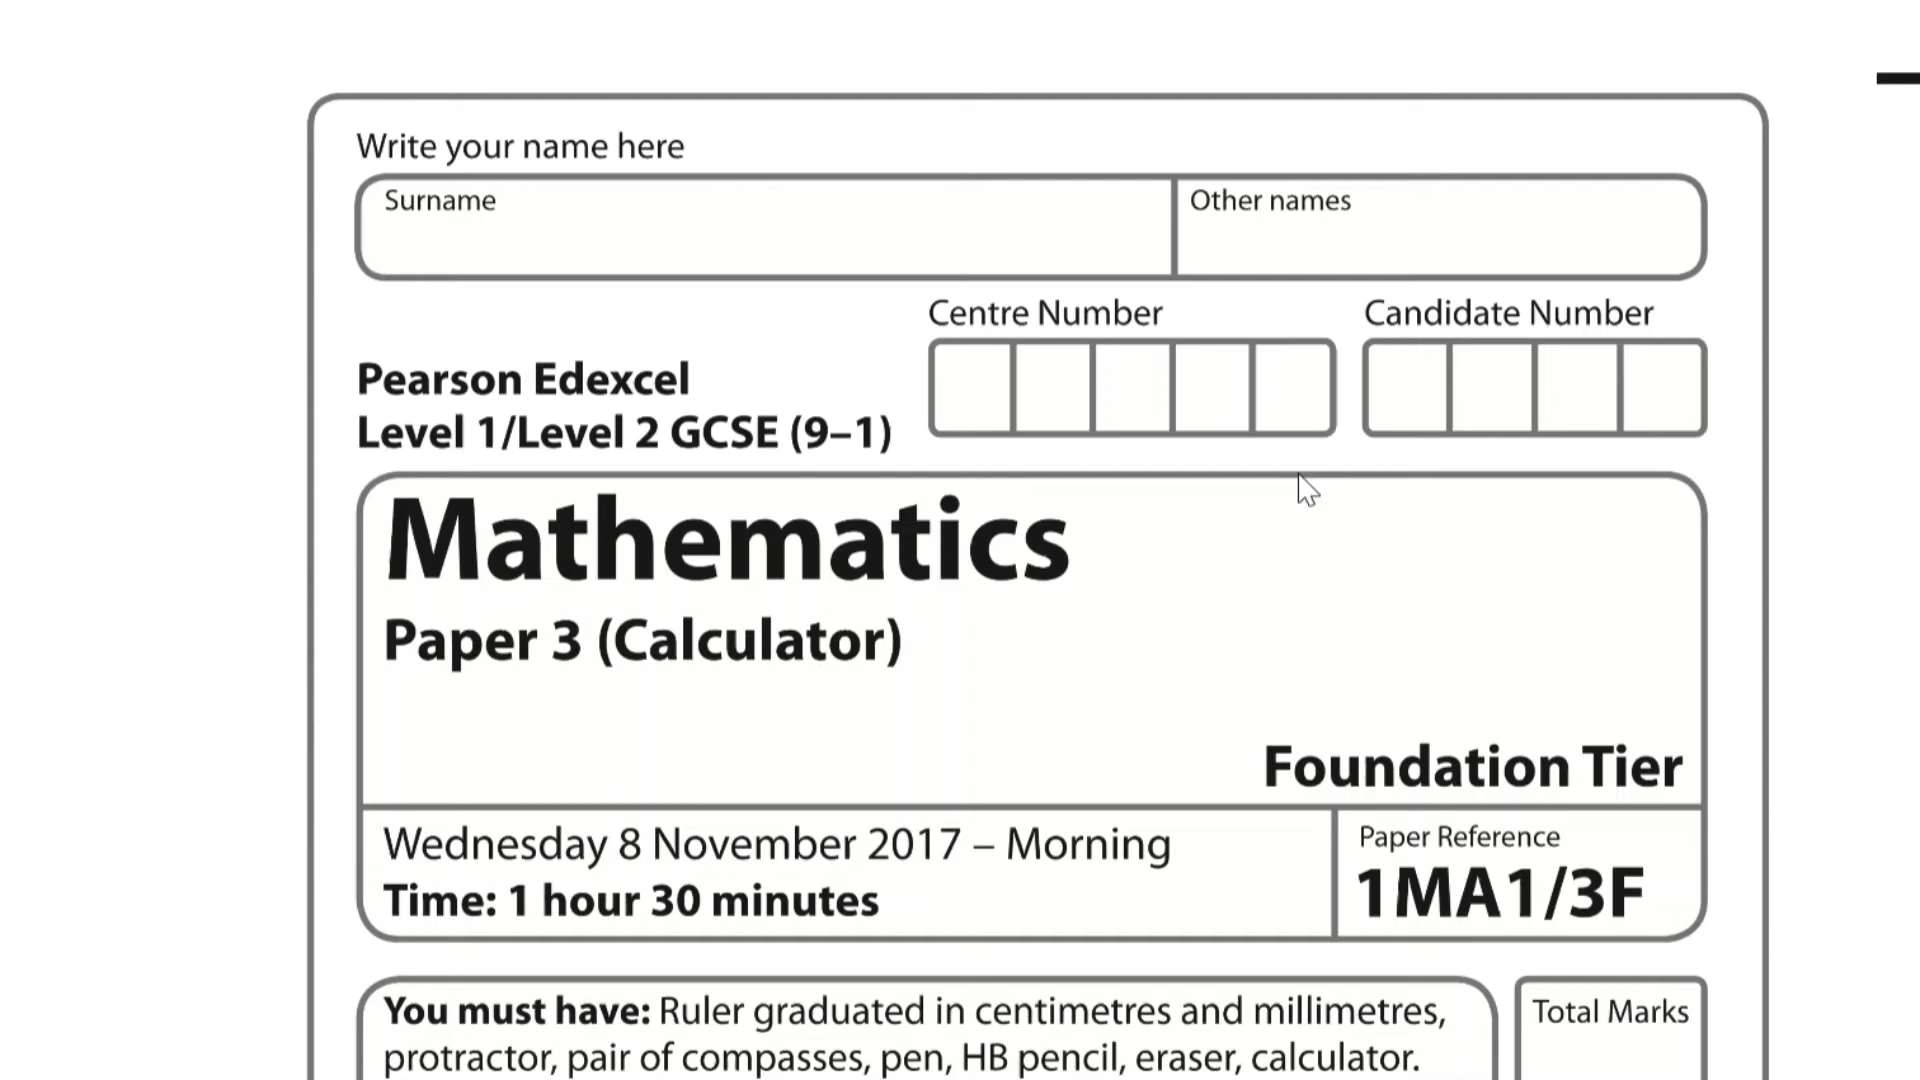 Write your name here
Surname
Other names
Centre Number
Candidate Number
Pearson Edexcel
Level 1/Level 2 GCSE (9–1)
Mathematics
Paper 3 (Calculator)
Foundation Tier
Wednesday 8 November 2017 – Morning
Time: 1 hour 30 minutes
Paper Reference
1MA1/3F
You must have: Ruler graduated in centimetres and millimetres,
protractor, pair of compasses, pen, HB pencil, eraser, calculator.
Total Marks